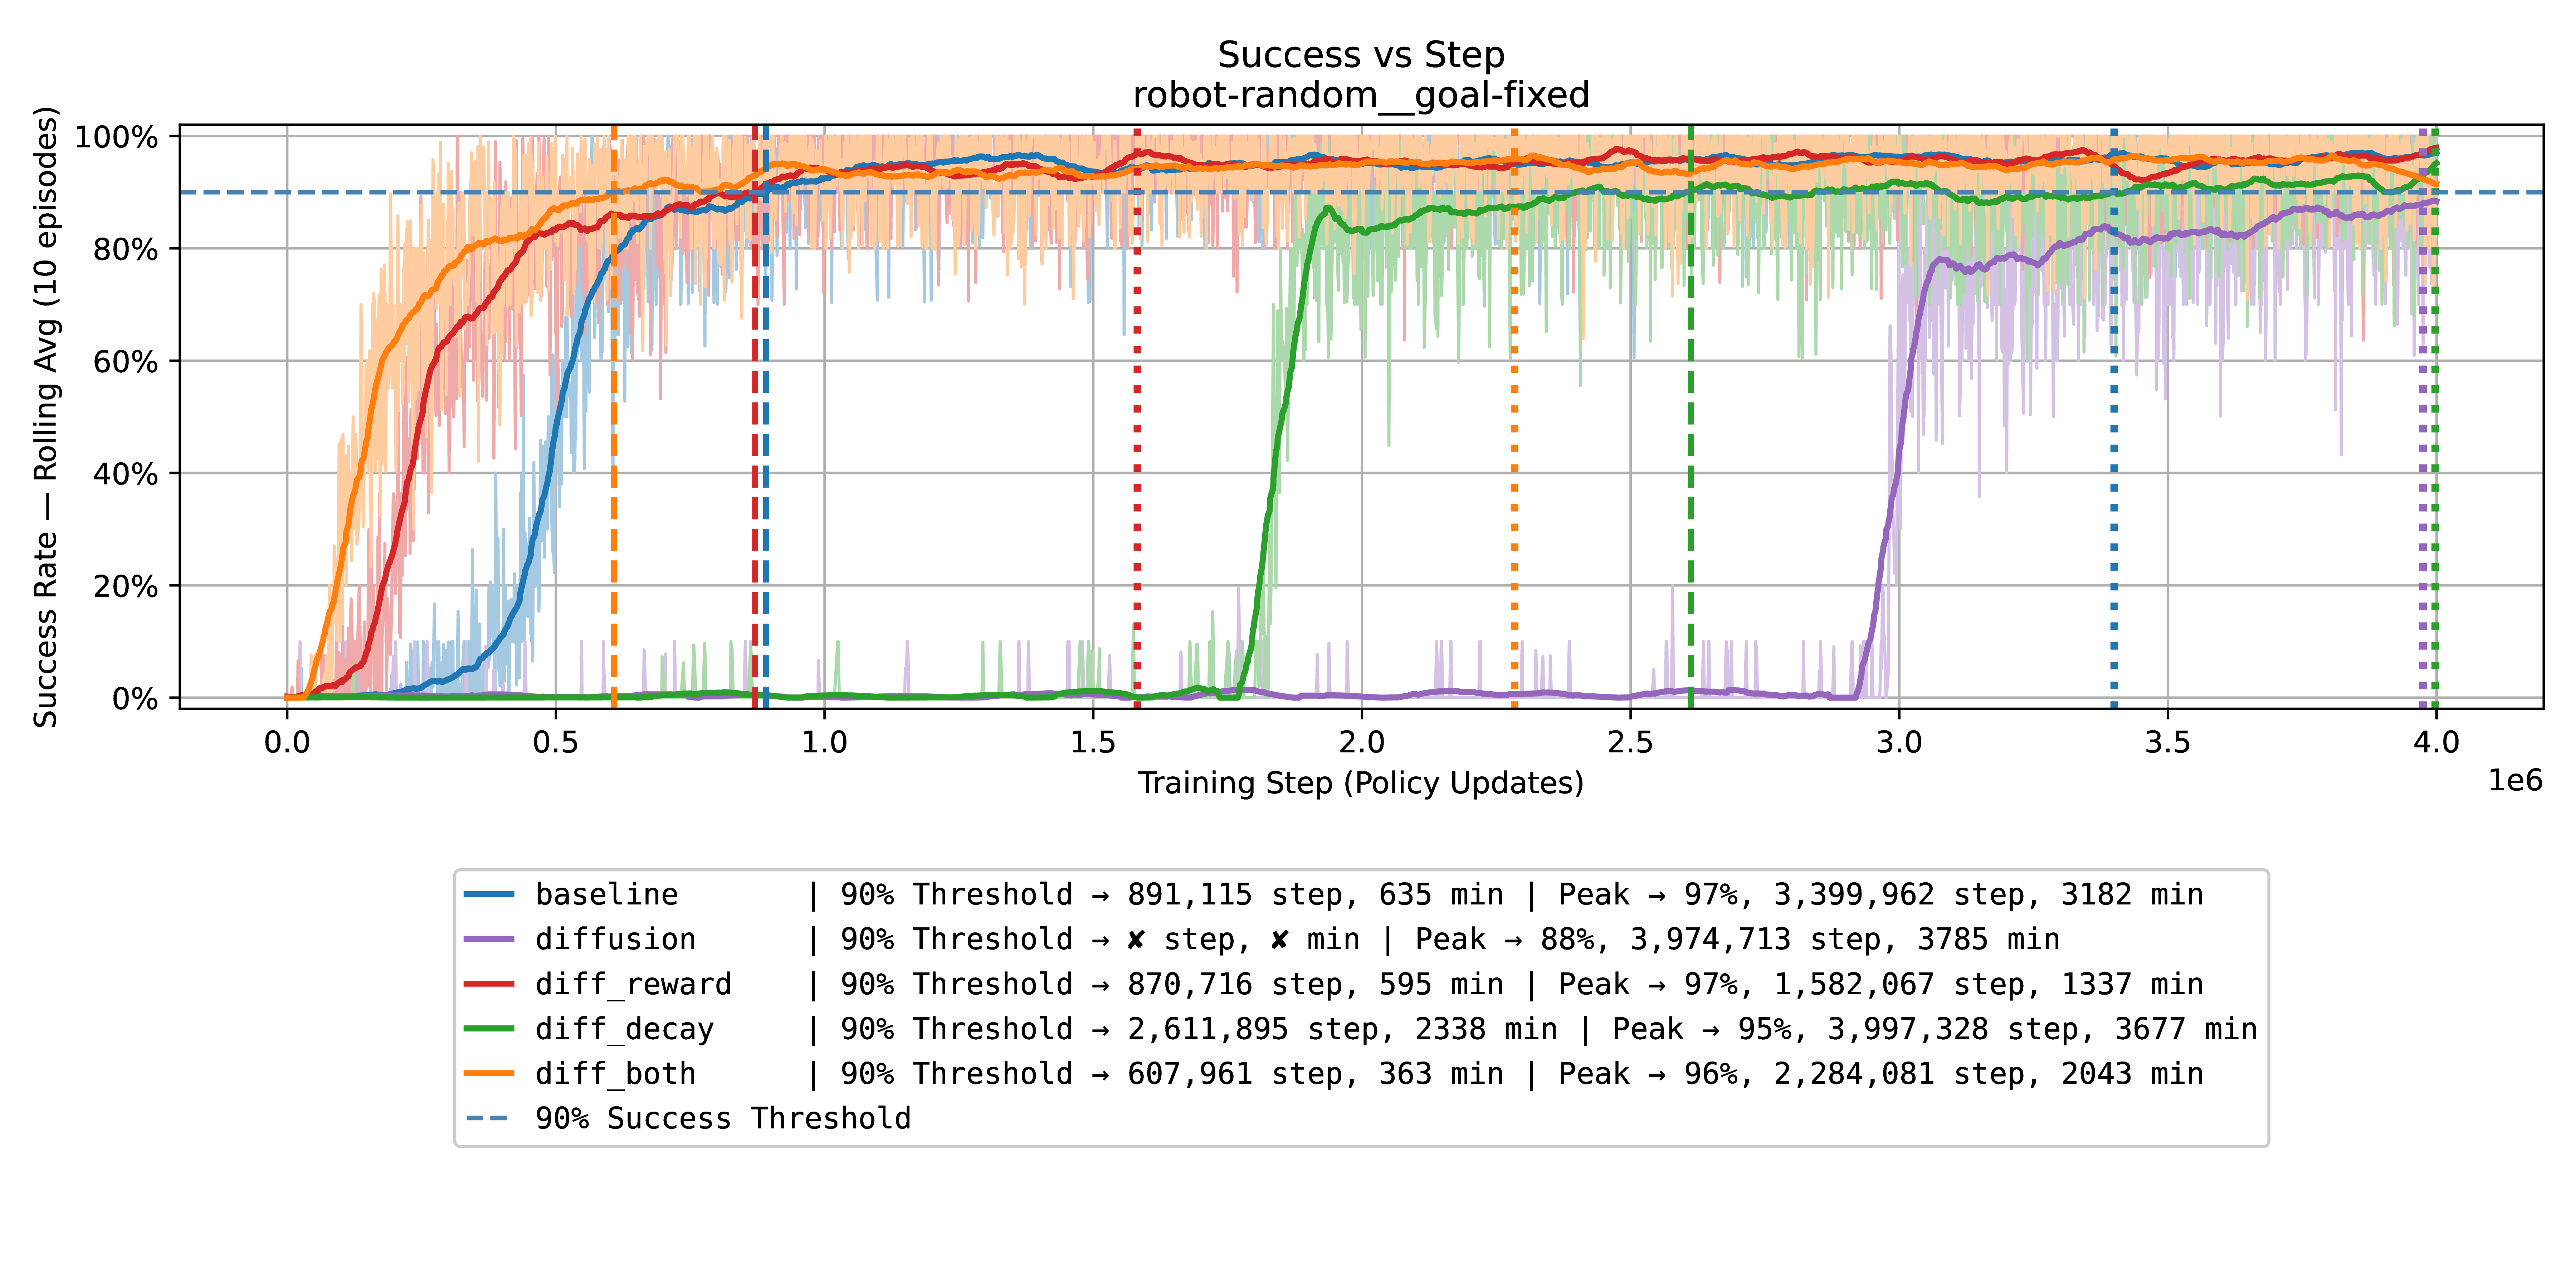 Success vs Step
robot-random__goal-fixed
Success Rate — Rolling Avg (10 episodes)
100%
80%
60%
40%
20%
0%
0.0 0.5 1.0 1.5 2.0 2.5 3.0 3.5 4.0
1e6
Training Step (Policy Updates)
baseline | 90% Threshold → 891,115 step, 635 min | Peak → 97%, 3,399,962 step, 3182 min
diffusion | 90% Threshold → ✘ step, ✘ min | Peak → 88%, 3,974,713 step, 3785 min
diff_reward | 90% Threshold → 870,716 step, 595 min | Peak → 97%, 1,582,067 step, 1337 min
diff_decay | 90% Threshold → 2,611,895 step, 2338 min | Peak → 95%, 3,997,328 step, 3677 min
diff_both | 90% Threshold → 607,961 step, 363 min | Peak → 96%, 2,284,081 step, 2043 min
90% Success Threshold